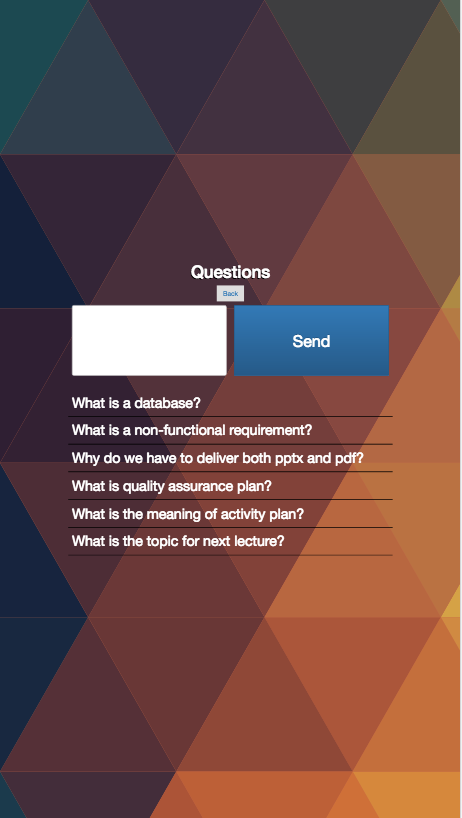 Questions
Back
Send
What is a database?
What is a non-functional requirement?
Why do we have to deliver both pptx and pdf?
What is quality assurance plan?
What is the meaning of activity plan?
What is the topic for next lecture?